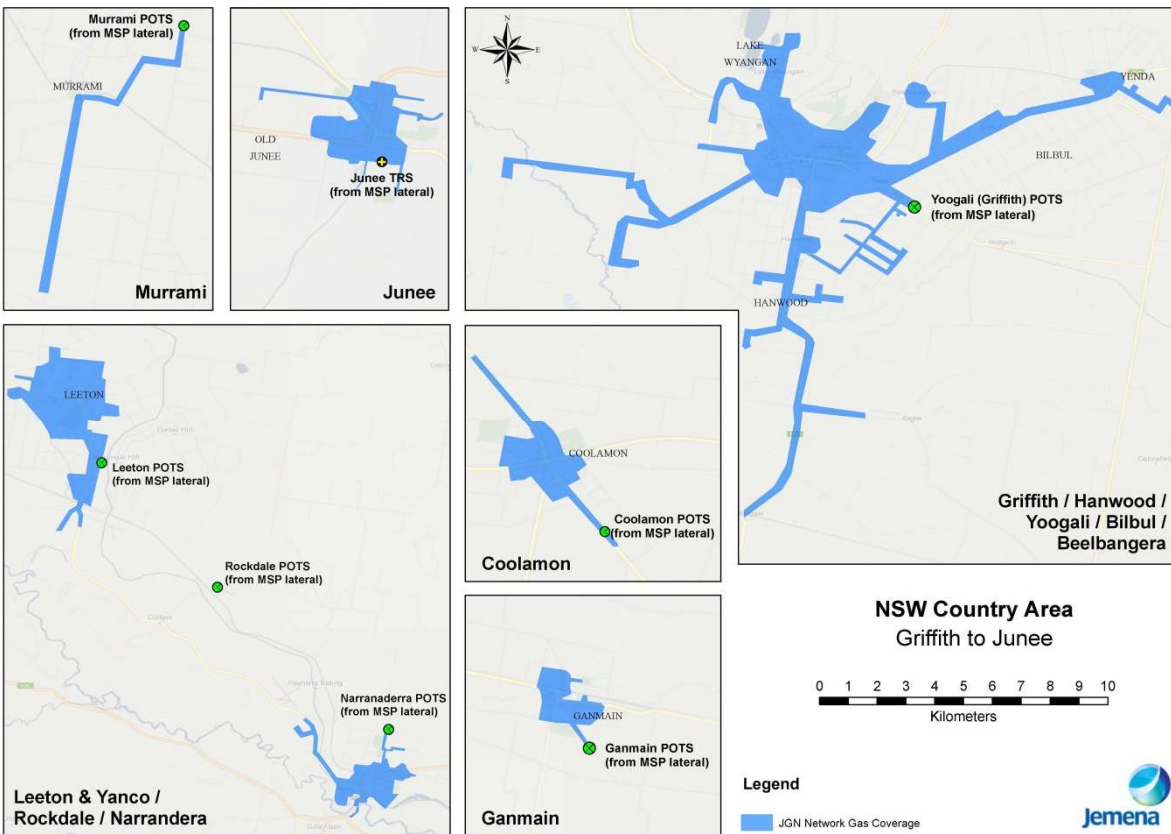 Murrami POTS
(from MSP lateral)
MURRAMI
Murrami
OLD
JUNEE
Junee TRS
(from MSP lateral)
Junee
N
W
E
S
LAKE
WYANGAN
YENDA
BILBUL
Yoogali (Griffith) POTS
(from MSP lateral)
HANWOOD
Griffith / Hanwood /
Yoogali / Bilbul /
Beelbangera
LEETON
Leeton POTS
(from MSP lateral)
Rockdale POTS
(from MSP lateral)
Narranaderra POTS
(from MSP lateral)
Leeton & Yanco /
Rockdale / Narrandera
COOLAMON
Coolamon POTS
(from MSP lateral)
Coolamon
GANMAIN
Ganmain POTS
(from MSP lateral)
Ganmain
NSW Country Area
Griffith to Junee
0 1 2 3 4 5 6 7 8 9 10
Kilometers
Legend
JGN Network Gas Coverage
Jemena